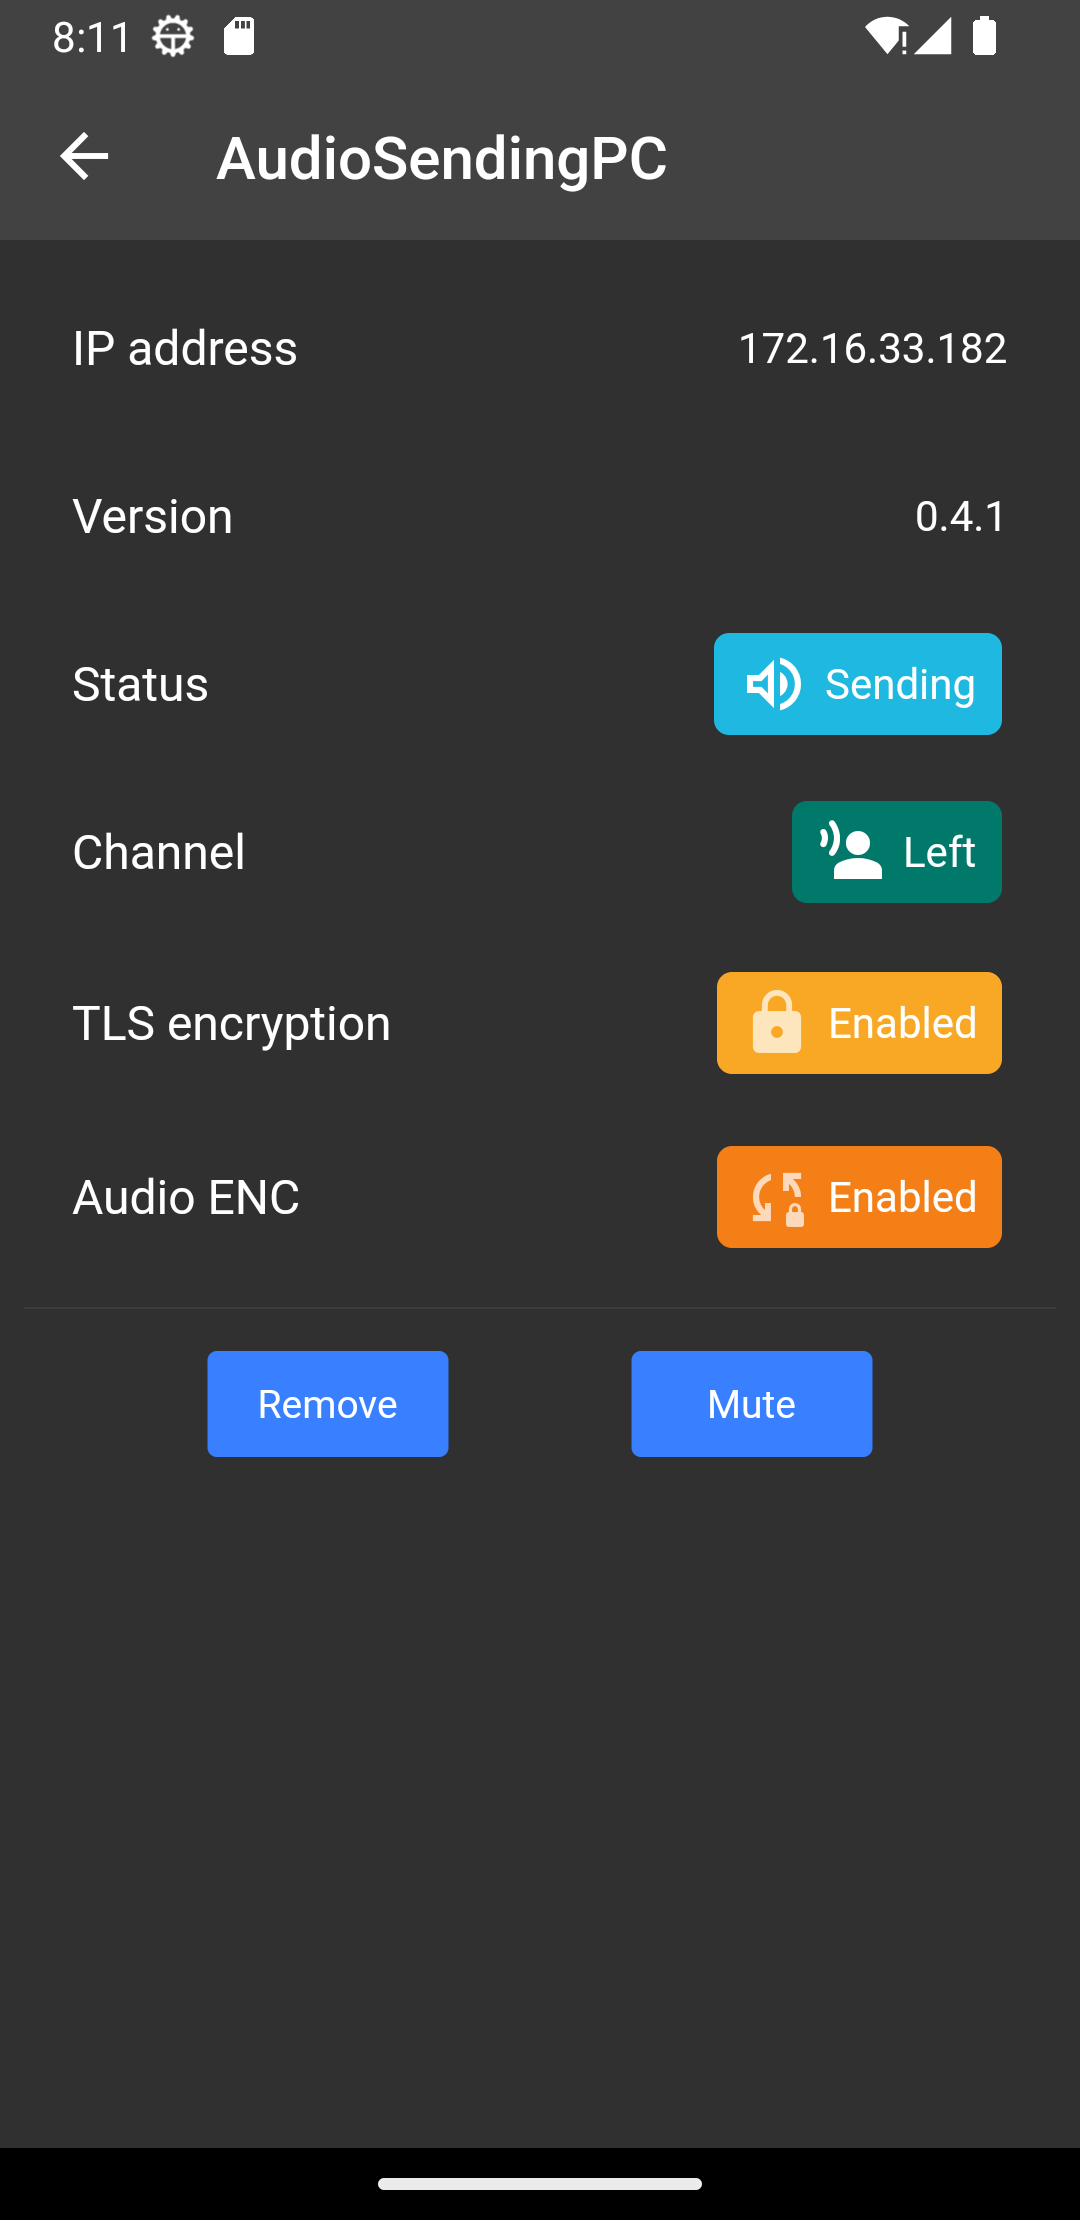 8:11
AudioSendingPC
IP address 172.16.33.182
Version 0.4.1
Status Sending
Channel Left
TLS encryption Enabled
Audio ENC Enabled
Remove Mute